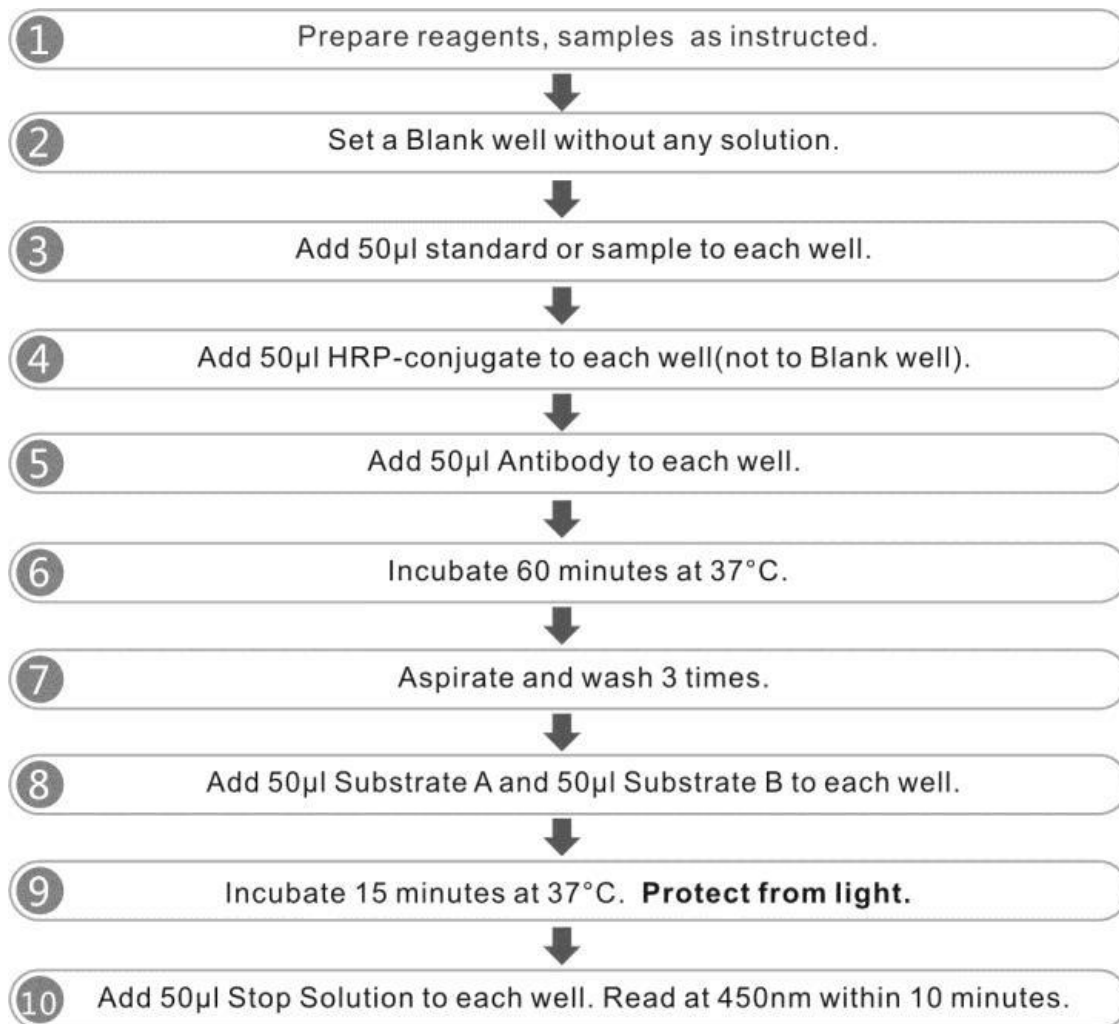 1 Prepare reagents, samples as instructed.
2 Set a Blank well without any solution.
3 Add 50µl standard or sample to each well.
4 Add 50µl HRP-conjugate to each well(not to Blank well).
5 Add 50µl Antibody to each well.
6 Incubate 60 minutes at 37°C.
7 Aspirate and wash 3 times.
8 Add 50µl Substrate A and 50µl Substrate B to each well.
9 Incubate 15 minutes at 37°C. Protect from light.
10 Add 50µl Stop Solution to each well. Read at 450nm within 10 minutes.